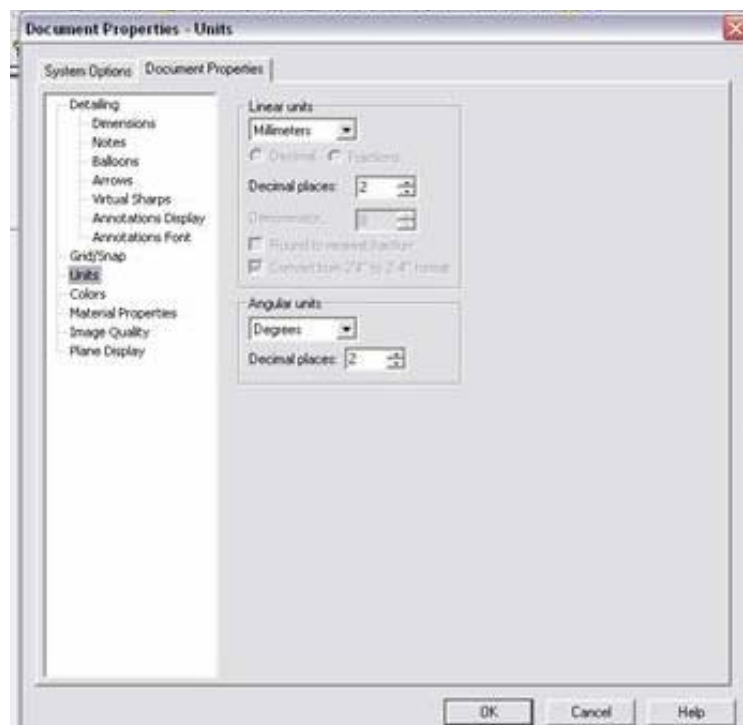 Document Properties - Units
System Options
Document Properties
Detailing
Dimensions
Notes
Balloons
Arrows
Virtual Sharps
Annotations Display
Annotations Font
Grid/Snap
Units
Colors
Material Properties
Image Quality
Plane Display
Linear units
Millimeters
Decimal Fractions
Decimal places: 2
Denominator: 8
Round to nearest fraction
Convert from 2'4" to 2'-4" format
Angular units
Degrees
Decimal places: 2
OK Cancel Help